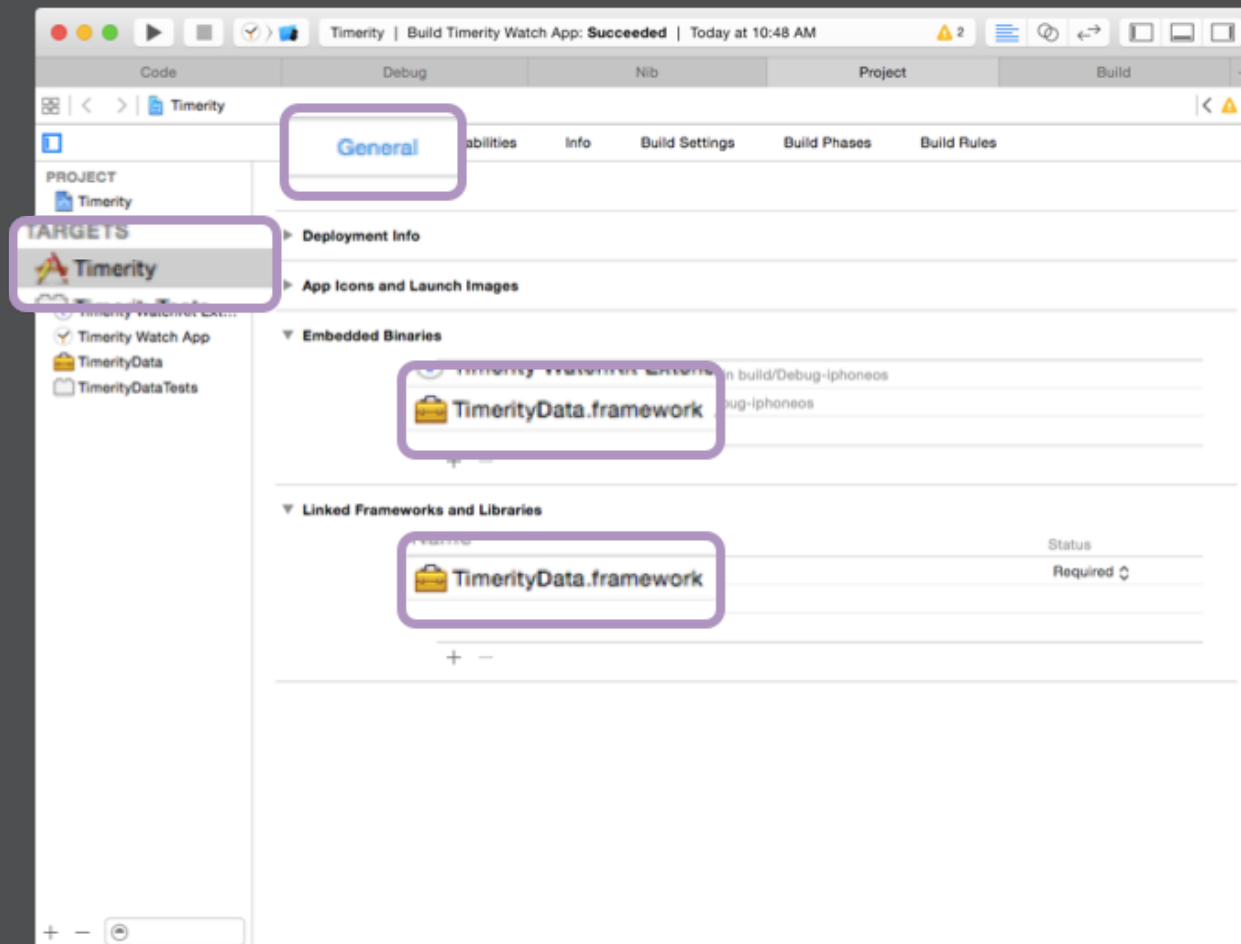 Timerity | Build Timerity Watch App: Succeeded | Today at 10:48 AM 2
Code Debug Nib Project Build
Timerity
General abilities Info Build Settings Build Phases Build Rules
PROJECT
Timerity
TARGETS
Timerity
Timerity Watch App
TimerityData
TimerityDataTests
Deployment Info
App Icons and Launch Images
Embedded Binaries
in build/Debug-iphoneos
TimerityData.framework bug-iphoneos
Linked Frameworks and Libraries
Status
TimerityData.framework Required